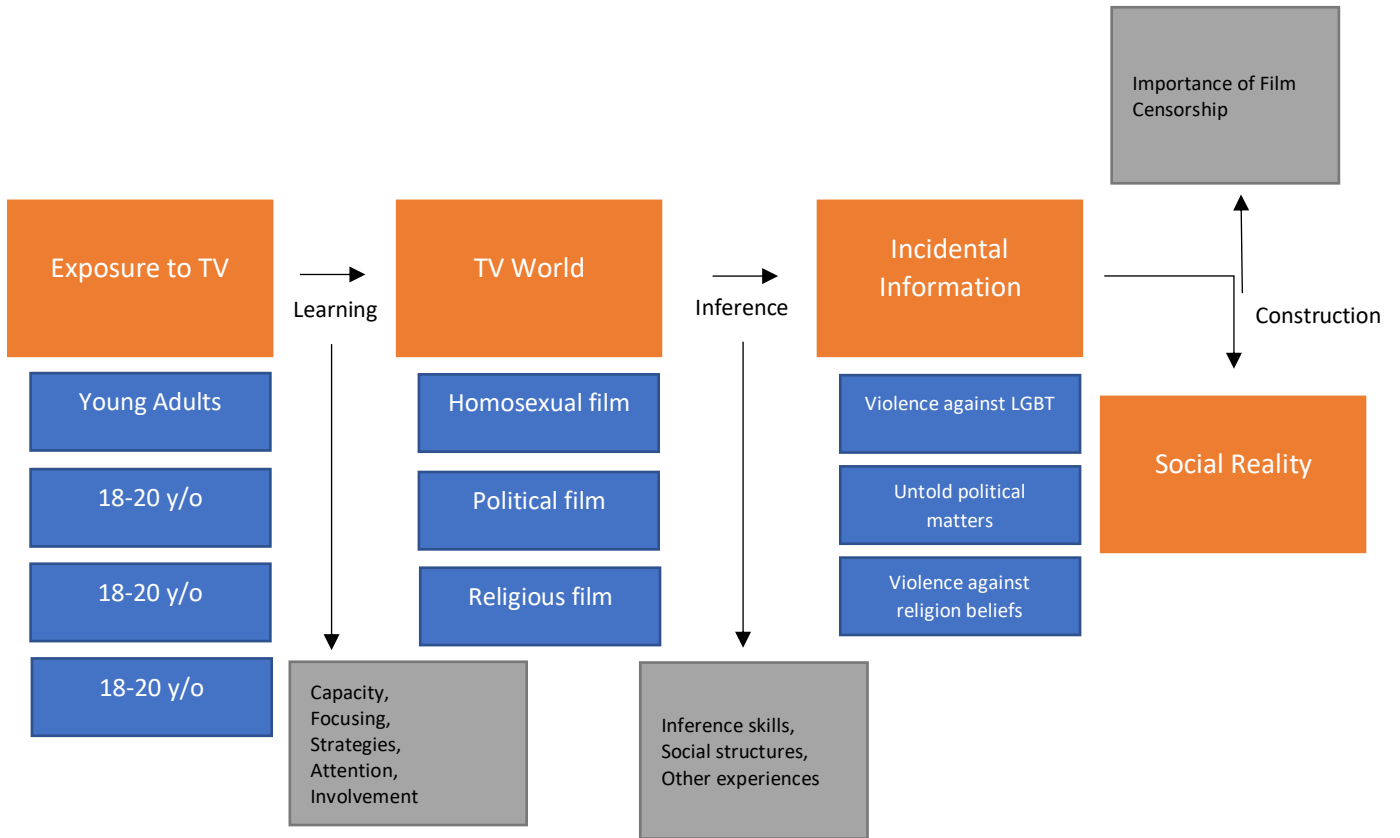 Importance of Film
Censorship
Exposure to TV
Learning
TV World
Inference
Incidental
Information
Construction
Social Reality
Young Adults
18-20 y/o
18-20 y/o
18-20 y/o
Homosexual film
Political film
Religious film
Violence against LGBT
Untold political
matters
Violence against
religion beliefs
Capacity,
Focusing,
Strategies,
Attention,
Involvement
Inference skills,
Social structures,
Other experiences